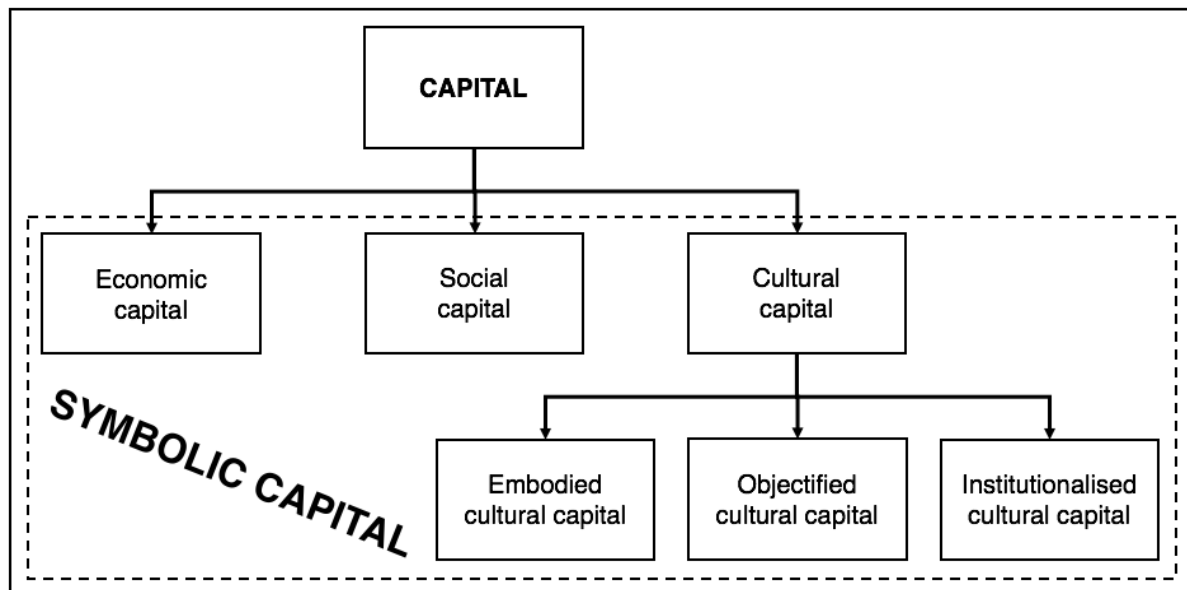 CAPITAL
Economic
capital
Social
capital
Cultural
capital
SYMBOLIC CAPITAL
Embodied
cultural capital
Objectified
cultural capital
Institutionalised
cultural capital